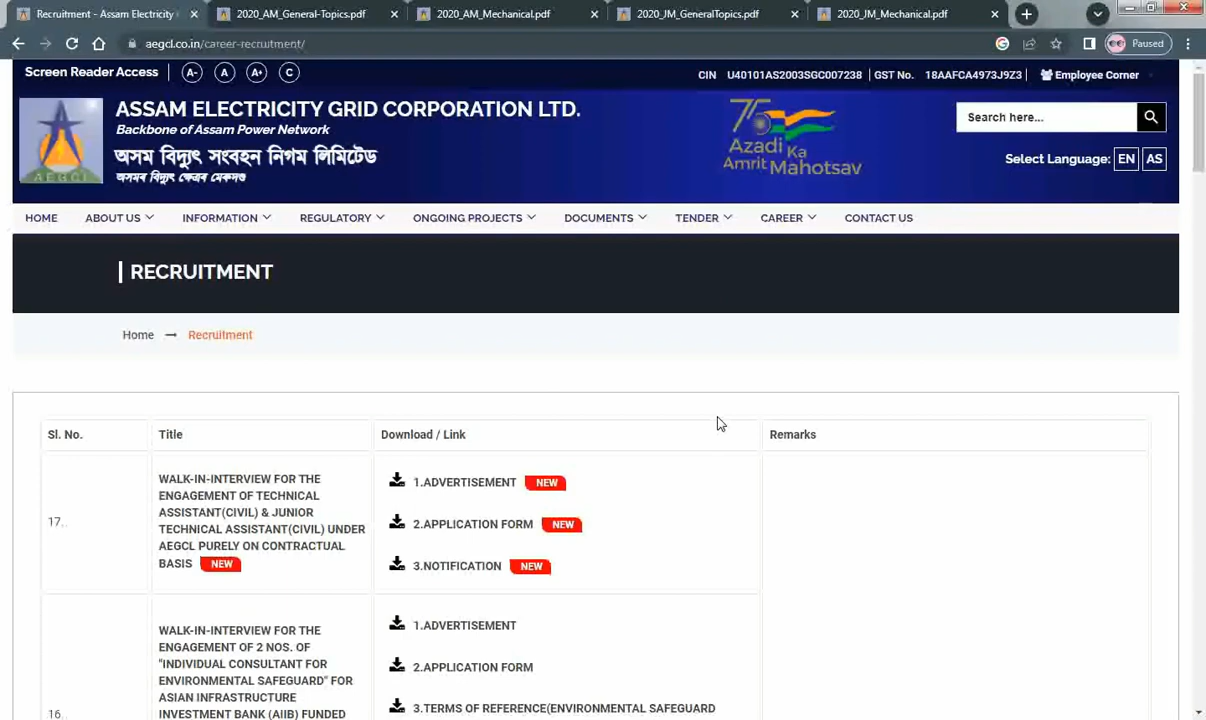 Recruitment - Assam Electricity
2020_AM_General-Topics.pdf
2020_AM_Mechanical.pdf
2020_JM_GeneralTopics.pdf
2020_JM_Mechanical.pdf
aegcl.co.in/career-recruitment/
Paused
Screen Reader Access
A-
A
A+
C
CIN U40101AS2003SGC007238 | GST No. 18AAFCA4973J9Z3 | Employee Corner
AEGCL
ASSAM ELECTRICITY GRID CORPORATION LTD.
Backbone of Assam Power Network
অসম বিদ্যুৎ সংবহন নিগম লিমিটেড
অসমৰ বিদ্যুৎ ক্ষেত্ৰৰ মেৰুদণ্ড
75
Azadi Ka
Amrit Mahotsav
Search here...
Select Language: EN AS
HOME
ABOUT US
INFORMATION
REGULATORY
ONGOING PROJECTS
DOCUMENTS
TENDER
CAREER
CONTACT US
RECRUITMENT
Home → Recruitment
Sl. No.
Title
Download / Link
Remarks
17..
WALK-IN-INTERVIEW FOR THE
ENGAGEMENT OF TECHNICAL
ASSISTANT(CIVIL) & JUNIOR
TECHNICAL ASSISTANT(CIVIL) UNDER
AEGCL PURELY ON CONTRACTUAL
BASIS NEW
1.ADVERTISEMENT NEW
2.APPLICATION FORM NEW
3.NOTIFICATION NEW
16.
WALK-IN-INTERVIEW FOR THE
ENGAGEMENT OF 2 NOS. OF
"INDIVIDUAL CONSULTANT FOR
ENVIRONMENTAL SAFEGUARD" FOR
ASIAN INFRASTRUCTURE
INVESTMENT BANK (AIIB) FUNDED
1.ADVERTISEMENT
2.APPLICATION FORM
3.TERMS OF REFERENCE(ENVIRONMENTAL SAFEGUARD